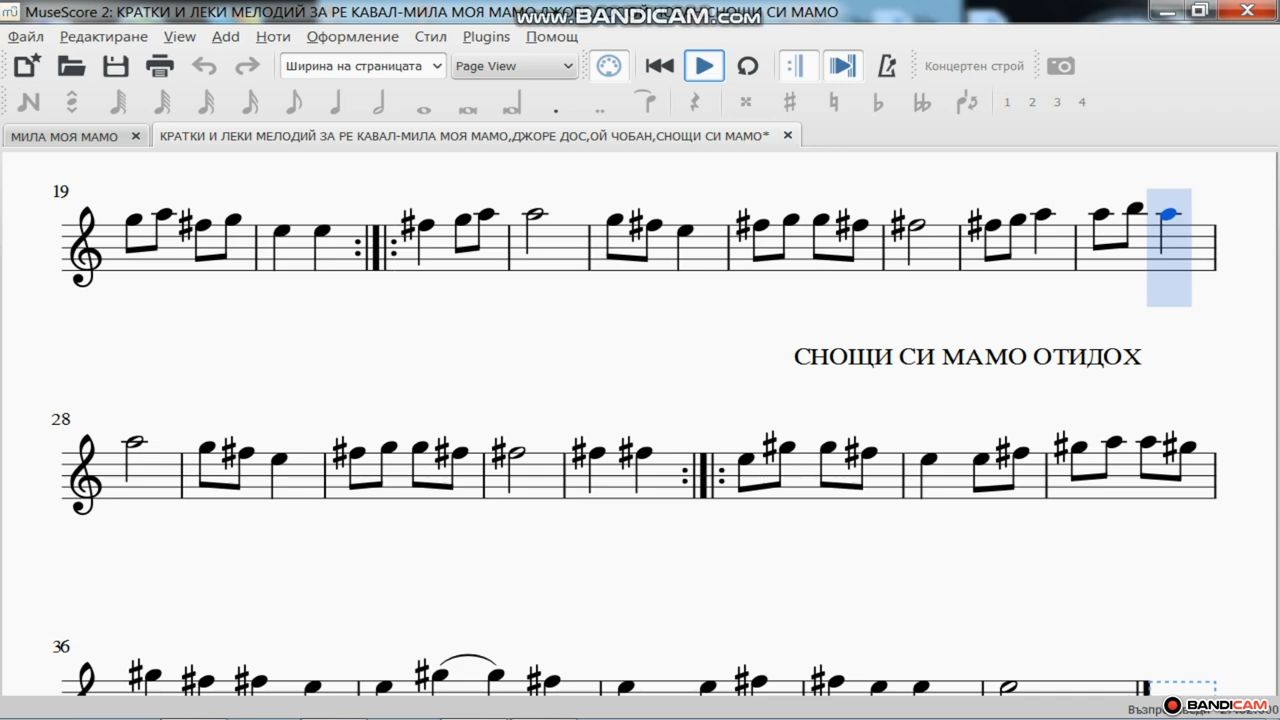 MuseScore 2: КРАТКИ И ЛЕКИ МЕЛОДИЙ ЗА РЕ КАВАЛ-МИЛА МОЯ МАМО СНОЩИ СИ МАМО
www.BANDICAM.com
Файл Редактиране View Add Ноти Оформление Стил Plugins Помощ
Ширина на страницата Page View Концертен строй
1 2 3 4
МИЛА МОЯ МАМО КРАТКИ И ЛЕКИ МЕЛОДИЙ ЗА РЕ КАВАЛ-МИЛА МОЯ МАМО,ДЖОРЕ ДОС,ОЙ ЧОБАН,СНОЩИ СИ МАМО*
19
СНОЩИ СИ МАМО ОТИДОХ
28
36
BANDICAM